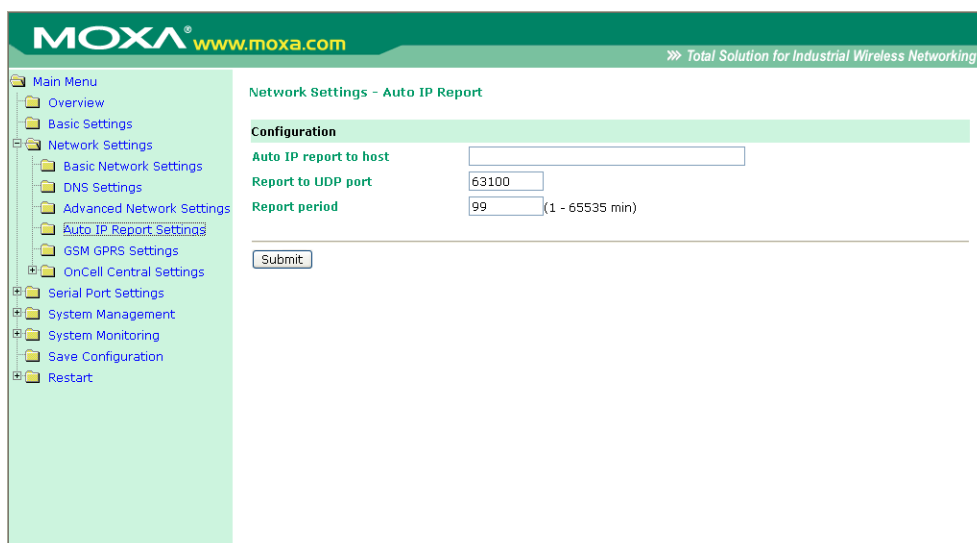 MOXA® www.moxa.com
Total Solution for Industrial Wireless Networking
Main Menu
Overview
Basic Settings
Network Settings
Basic Network Settings
DNS Settings
Advanced Network Settings
Auto IP Report Settings
GSM GPRS Settings
OnCell Central Settings
Serial Port Settings
System Management
System Monitoring
Save Configuration
Restart
Network Settings - Auto IP Report
Configuration
Auto IP report to host
Report to UDP port 63100
Report period 99 (1 - 65535 min)
Submit